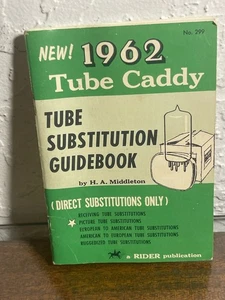 No. 299
NEW! 1962
Tube Caddy
TUBE
SUBSTITUTION
GUIDEBOOK
by H. A. Middleton
(DIRECT SUBSTITUTIONS ONLY)
RECEIVING TUBE SUBSTITUTIONS
PICTURE TUBE SUBSTITUTIONS
EUROPEAN TO AMERICAN TUBE SUBSTITUTIONS
AMERICAN TO EUROPEAN TUBE SUBSTITUTIONS
RUGGEDIZED TUBE SUBSTITUTIONS
a RIDER publication